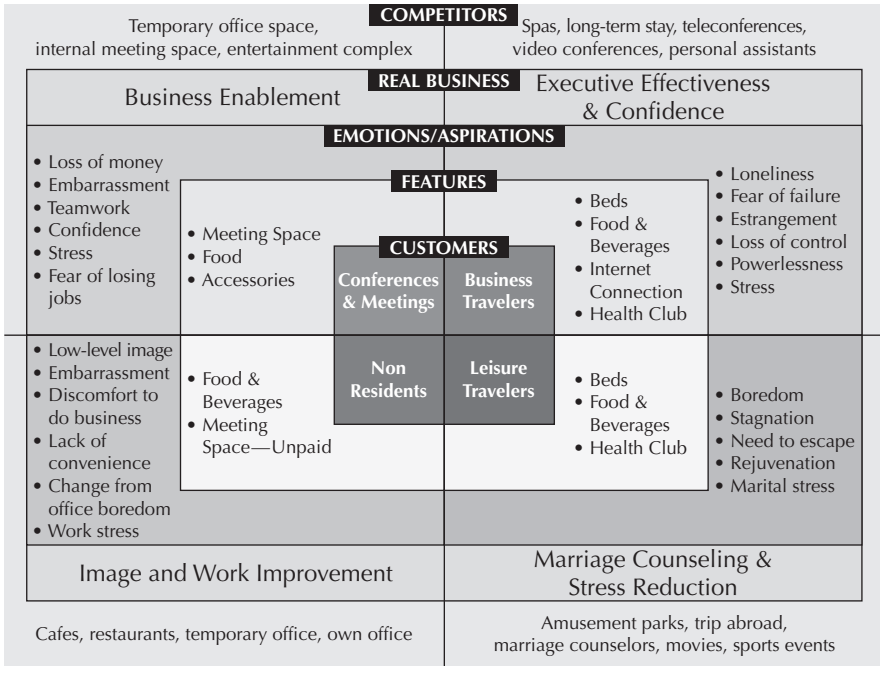 COMPETITORS
Temporary office space,
internal meeting space, entertainment complex
Spas, long-term stay, teleconferences,
video conferences, personal assistants
REAL BUSINESS
Business Enablement
Executive Effectiveness
& Confidence
EMOTIONS/ASPIRATIONS
• Loss of money
• Embarrassment
• Teamwork
• Confidence
• Stress
• Fear of losing
jobs
FEATURES
• Meeting Space
• Food
• Accessories
CUSTOMERS
Conferences
& Meetings
Business
Travelers
• Beds
• Food &
Beverages
• Internet
Connection
• Health Club
• Loneliness
• Fear of failure
• Estrangement
• Loss of control
• Powerlessness
• Stress
• Low-level image
• Embarrassment
• Discomfort to
do business
• Lack of
convenience
• Change from
office boredom
• Work stress
• Food &
Beverages
• Meeting
Space—Unpaid
Non
Residents
Leisure
Travelers
• Beds
• Food &
Beverages
• Health Club
• Boredom
• Stagnation
• Need to escape
• Rejuvenation
• Marital stress
Image and Work Improvement
Marriage Counseling &
Stress Reduction
Cafes, restaurants, temporary office, own office
Amusement parks, trip abroad,
marriage counselors, movies, sports events